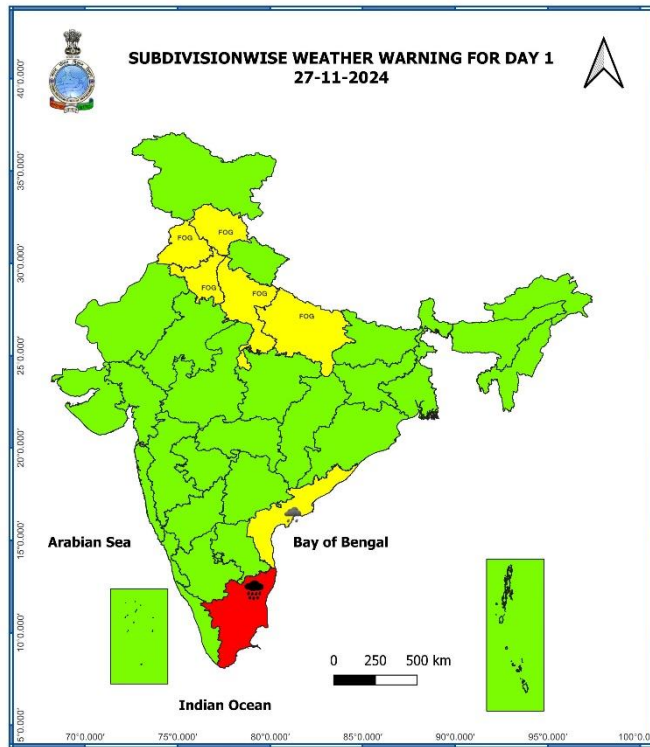 SUBDIVISIONWISE WEATHER WARNING FOR DAY 1
27-11-2024
40°0.000'
35°0.000'
30°0.000'
25°0.000'
20°0.000'
15°0.000'
10°0.000'
5°0.000'
FOG
FOG
FOG
FOG
FOG
Arabian Sea
Bay of Bengal
0 250 500 km
Indian Ocean
70°0.000' 75°0.000' 80°0.000' 85°0.000' 90°0.000' 95°0.000' 100°0.000'